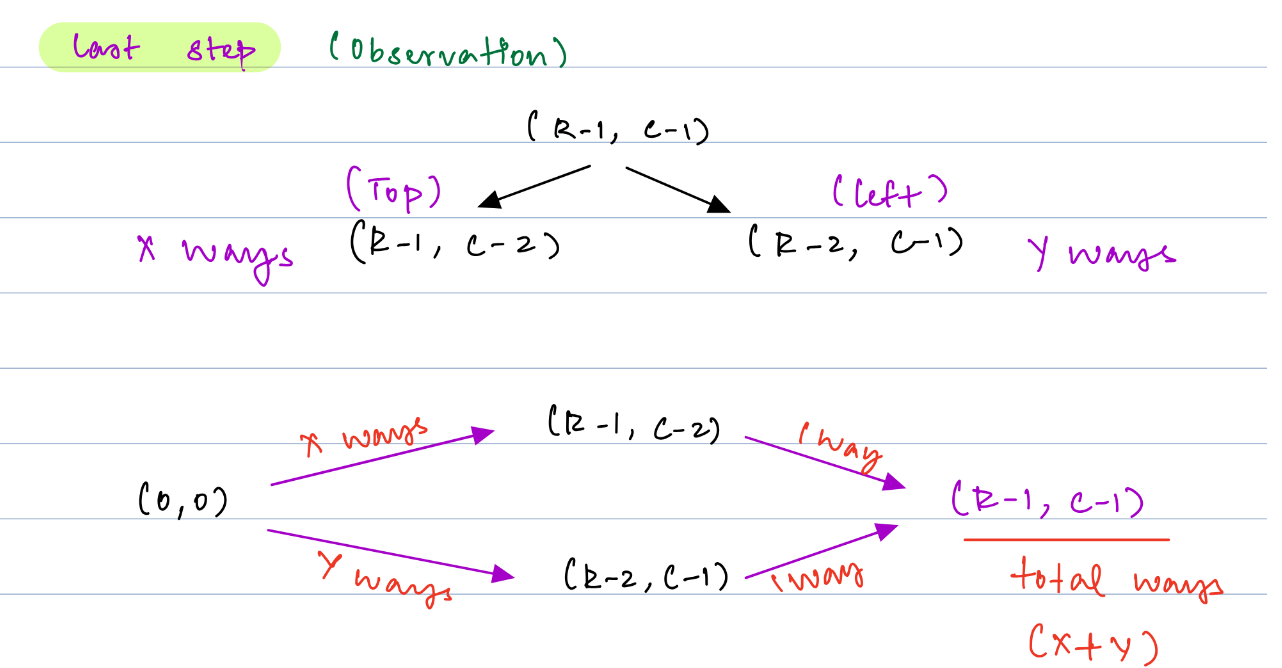 Last step (Observation)
(R-1, C-1)
(Top) (Left)
X ways (R-1, C-2) (R-2, C-1) Y ways
X ways (R-1, C-2) 1 way
(0,0) (R-1, C-1)
Y ways (R-2, C-1) 1 way total ways
(X+Y)